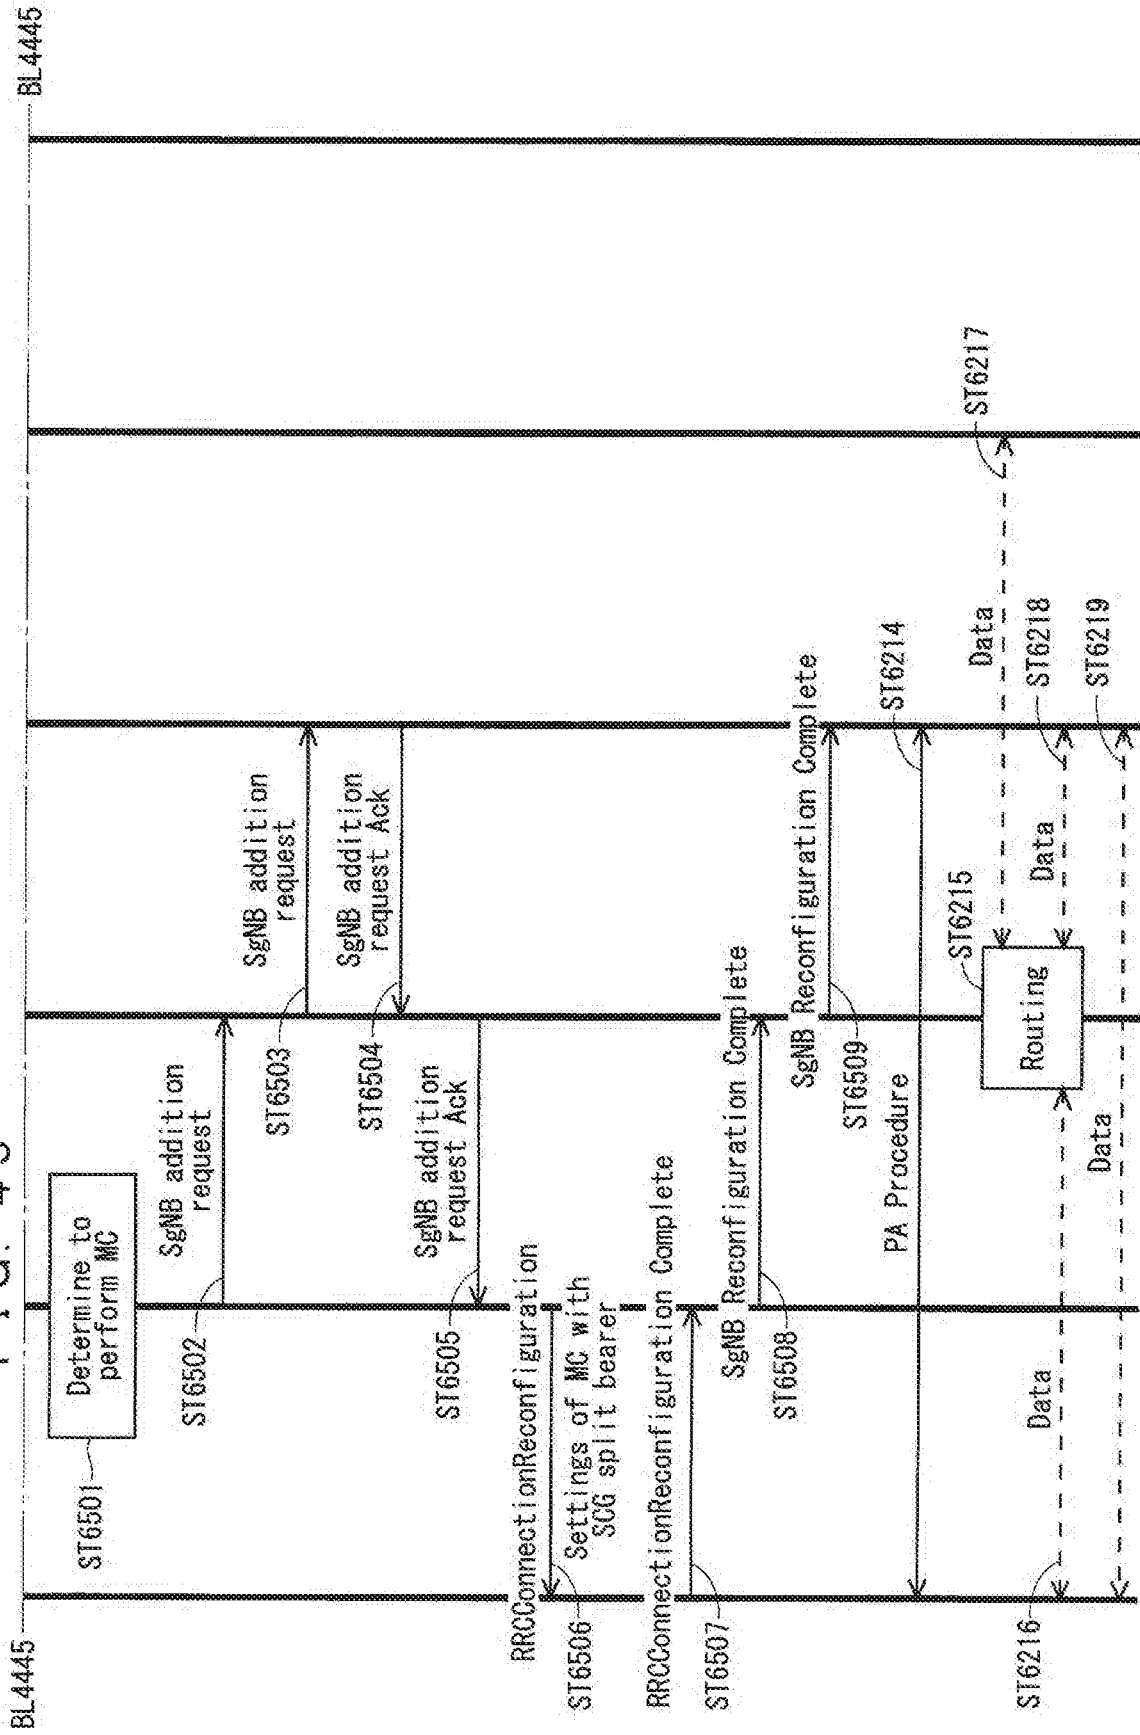 BL4445
BL4445
Determine to
perform MC
ST6501
SgNB addition
request
ST6502
SgNB addition
request
ST6503
SgNB addition
request Ack
ST6504
SgNB addition
request Ack
ST6505
RRCConnectionReconfiguration
ST6506
Settings of MC with
SCG split bearer
RRCConnectionReconfiguration Complete
ST6507
SgNB Reconfiguration Complete
ST6508
SgNB Reconfiguration Complete
ST6509
PA Procedure
ST6214
ST6215
Routing
Data
ST6217
Data
ST6216
Data
ST6218
Data
ST6219